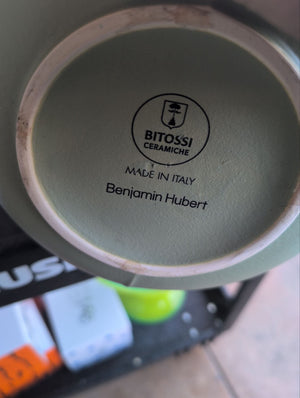 BITOSSI
CERAMICHE
MADE IN ITALY
Benjamin Hubert